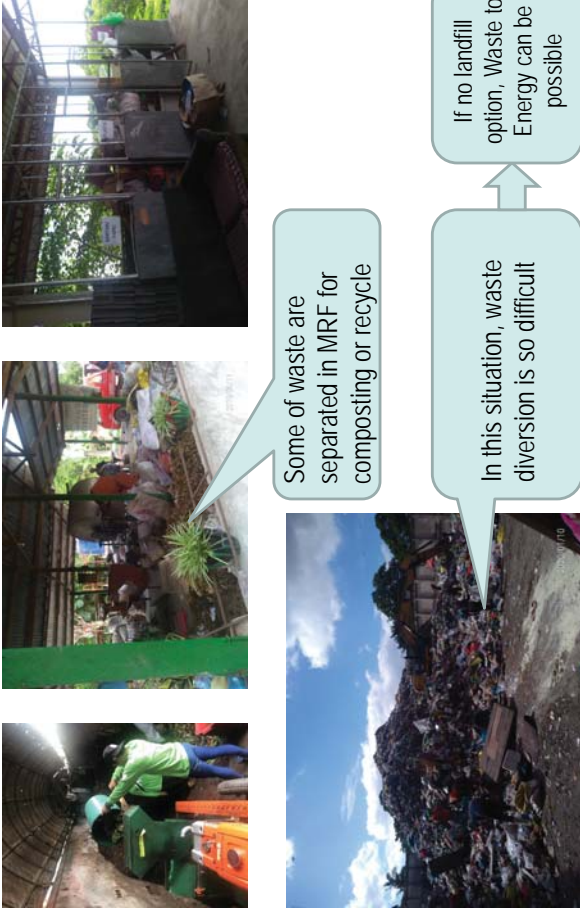 Some of waste are
separated in MRF for
composting or recycle
In this situation, waste
diversion is so difficult
If no landfill
option, Waste to
Energy can be
possible